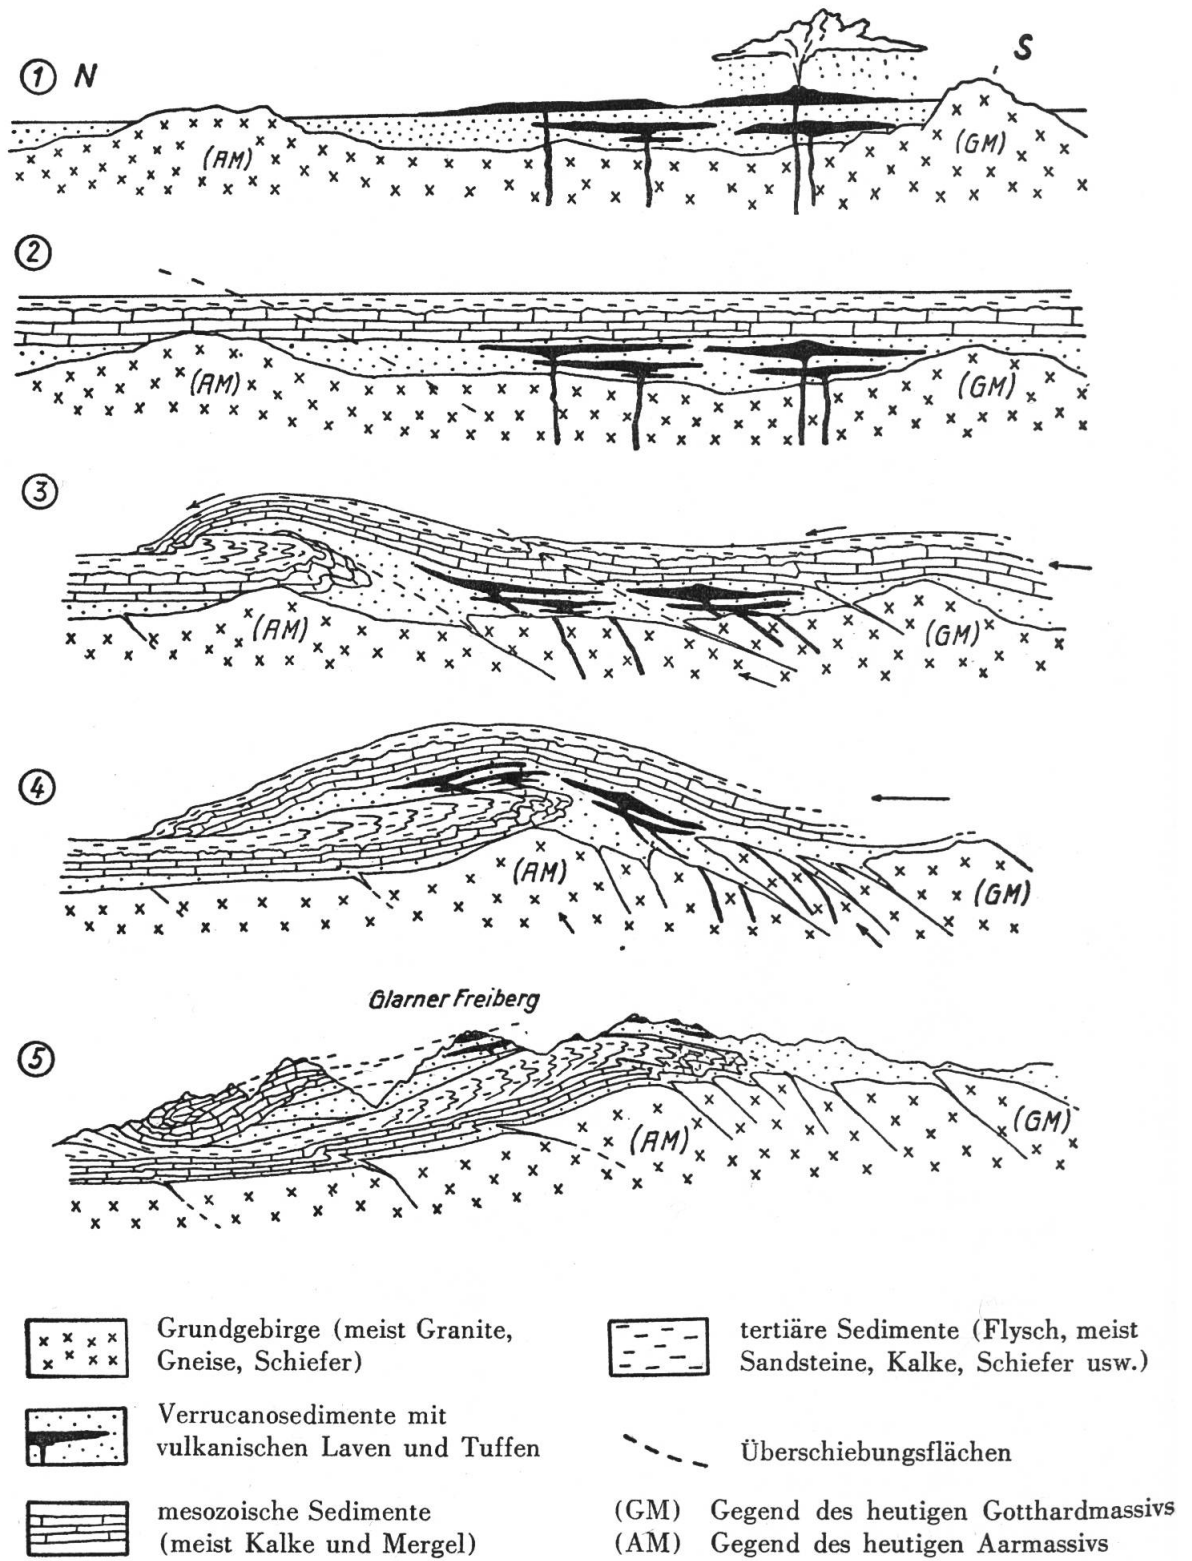 1 N
S
(AM)
(GM)
2
(AM)
(GM)
3
(AM)
(GM)
4
(AM)
(GM)
Glarner Freiberg
5
(AM)
(GM)
Grundgebirge (meist Granite,
Gneise, Schiefer)
Verrucanosedimente mit
vulkanischen Laven und Tuffen
mesozoische Sedimente
(meist Kalke und Mergel)
tertiäre Sedimente (Flysch, meist
Sandsteine, Kalke, Schiefer usw.)
Überschiebungsflächen
(GM) Gegend des heutigen Gotthardmassivs
(AM) Gegend des heutigen Aarmassivs